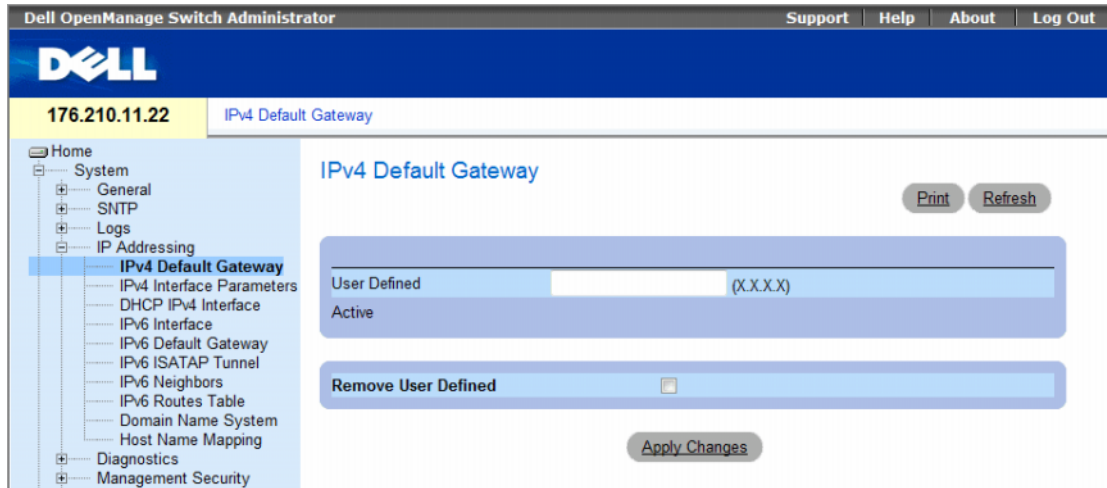 Dell OpenManage Switch Administrator Support Help About Log Out
DELL
176.210.11.22 IPv4 Default Gateway
Home
System
General
SNTP
Logs
IP Addressing
IPv4 Default Gateway
IPv4 Interface Parameters
DHCP IPv4 Interface
IPv6 Interface
IPv6 Default Gateway
IPv6 ISATAP Tunnel
IPv6 Neighbors
IPv6 Routes Table
Domain Name System
Host Name Mapping
Diagnostics
Management Security
IPv4 Default Gateway
Print Refresh
User Defined (X.X.X.X)
Active
Remove User Defined
Apply Changes